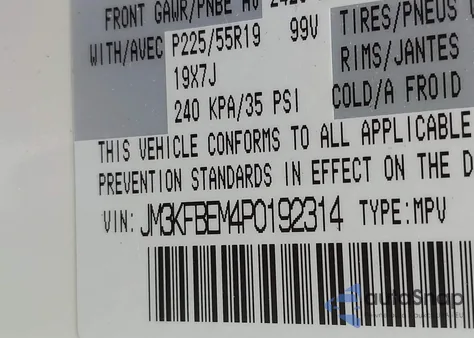 FRONT GAWR/PNBE AV
WITH/AVEC P225/55R19 99V
19X7J
240 KPA/35 PSI
TIRES/PNEUS
RIMS/JANTES
COLD/A FROID
THIS VEHICLE CONFORMS TO ALL APPLICABLE
PREVENTION STANDARDS IN EFFECT ON THE D
VIN: JM3KFBEM4P0192314 TYPE:MPV
autoSnap